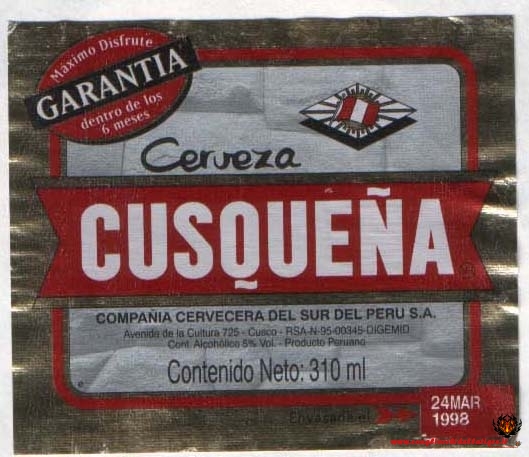 Máximo Disfrute
GARANTIA
dentro de los
6 meses
Cerveza
CUSQUEÑA
COMPAÑIA CERVECERA DEL SUR DEL PERU S.A.
Avenida de la Cultura 725 - Cusco - RSA-N-95-00345-DIGEMID
Cont. Alcohólico 5% Vol. - Producto Peruano
Contenido Neto: 310 ml
Envasado el
24MAR
1998